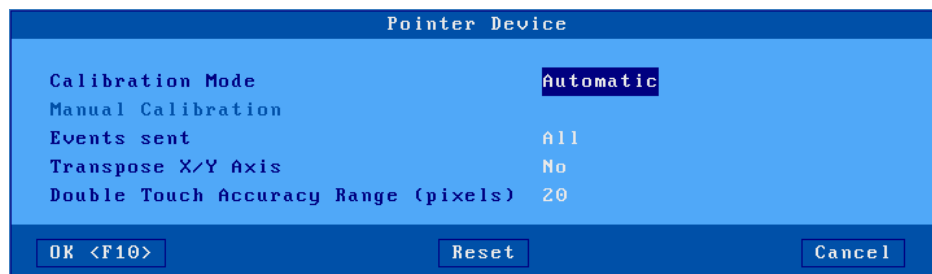 Pointer Device
Calibration Mode Automatic
Manual Calibration
Events sent All
Transpose X/Y Axis No
Double Touch Accuracy Range (pixels) 20
OK <F10> Reset Cancel